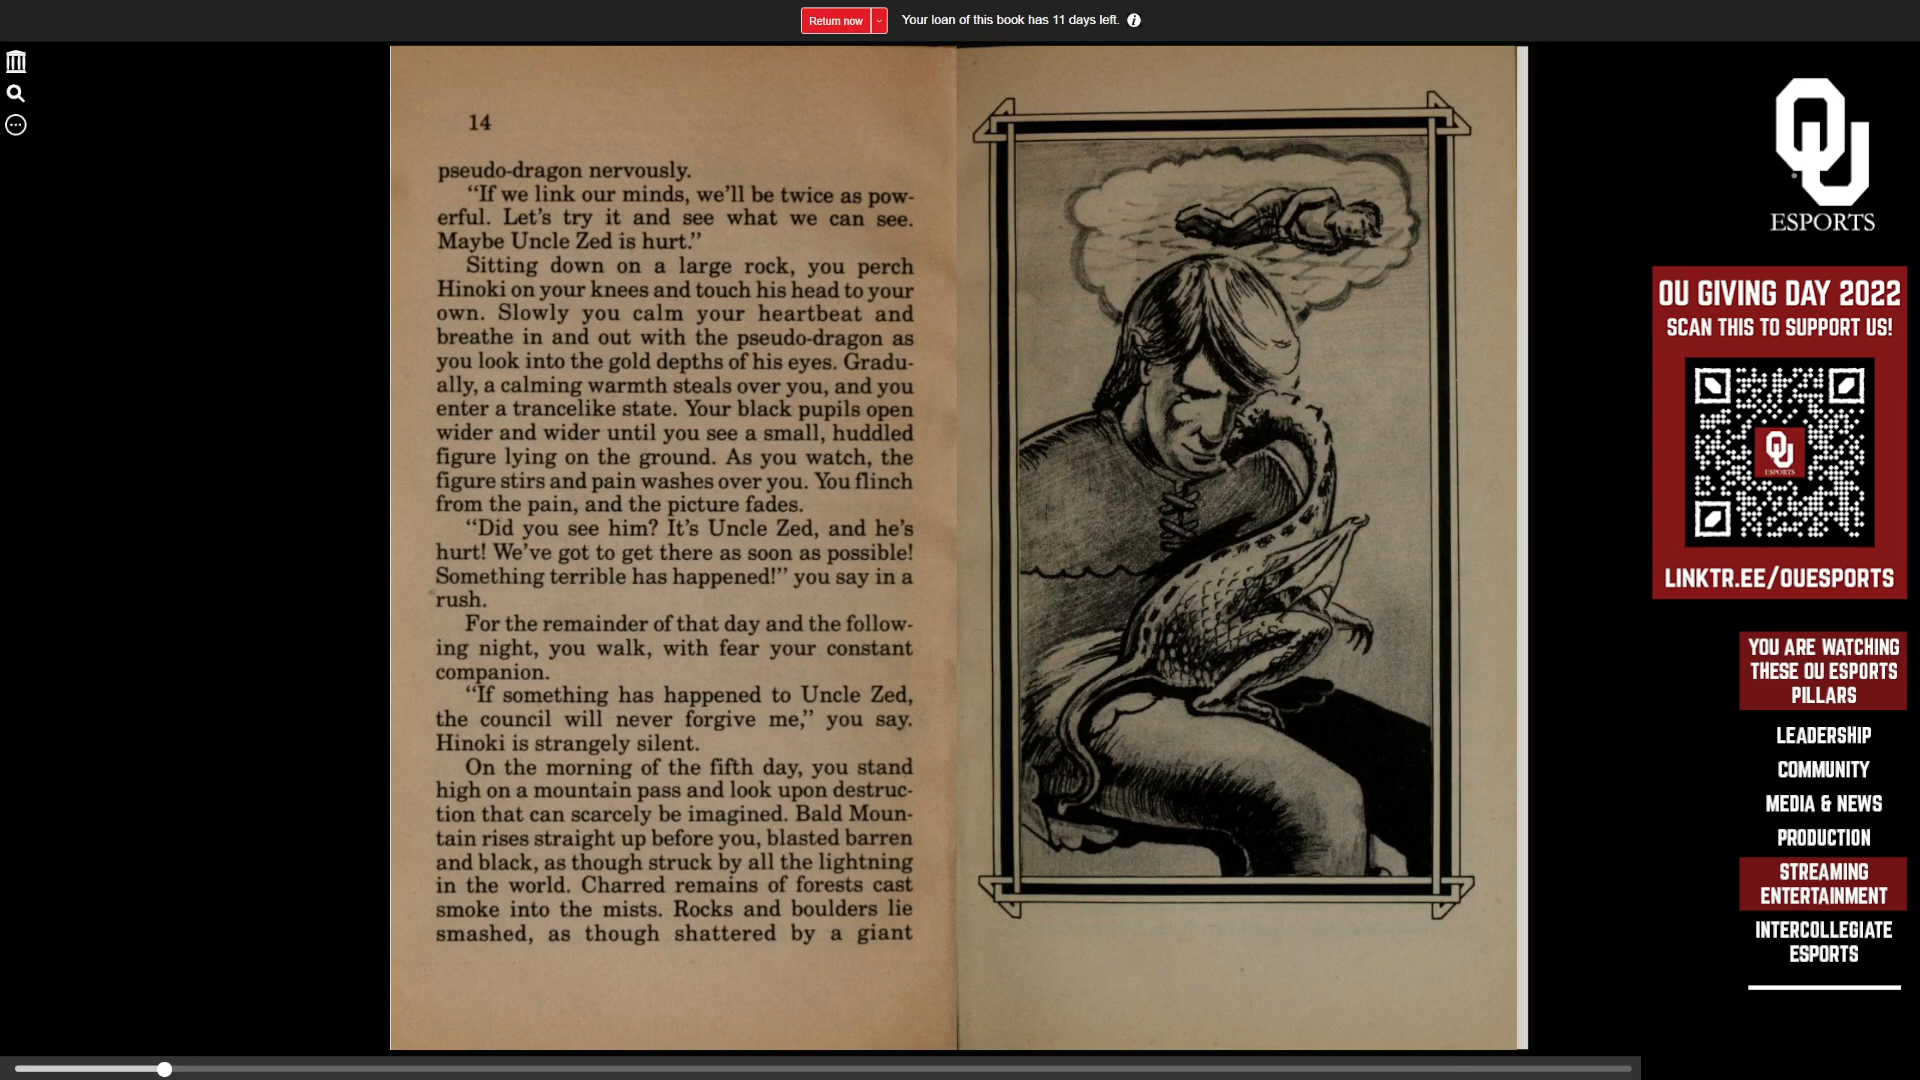 Return now
Your loan of this book has 11 days left.
14
pseudo-dragon nervously.
“If we link our minds, we’ll be twice as pow-
erful. Let’s try it and see what we can see.
Maybe Uncle Zed is hurt.”
Sitting down on a large rock, you perch
Hinoki on your knees and touch his head to your
own. Slowly you calm your heartbeat and
breathe in and out with the pseudo-dragon as
you look into the gold depths of his eyes. Gradu-
ally, a calming warmth steals over you, and you
enter a trancelike state. Your black pupils open
wider and wider until you see a small, huddled
figure lying on the ground. As you watch, the
figure stirs and pain washes over you. You flinch
from the pain, and the picture fades.
“Did you see him? It’s Uncle Zed, and he’s
hurt! We’ve got to get there as soon as possible!
Something terrible has happened!” you say in a
rush.
For the remainder of that day and the follow-
ing night, you walk, with fear your constant
companion.
“If something has happened to Uncle Zed,
the council will never forgive me,” you say.
Hinoki is strangely silent.
On the morning of the fifth day, you stand
high on a mountain pass and look upon destruc-
tion that can scarcely be imagined. Bald Moun-
tain rises straight up before you, blasted barren
and black, as though struck by all the lightning
in the world. Charred remains of forests cast
smoke into the mists. Rocks and boulders lie
smashed, as though shattered by a giant
OU
ESPORTS
OU GIVING DAY 2022
SCAN THIS TO SUPPORT US!
OU
ESPORTS
LINKTR.EE/OUESPORTS
YOU ARE WATCHING
THESE OU ESPORTS
PILLARS
LEADERSHIP
COMMUNITY
MEDIA & NEWS
PRODUCTION
STREAMING
ENTERTAINMENT
INTERCOLLEGIATE
ESPORTS